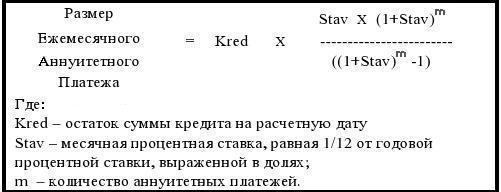 Размер
Ежемесячного
Аннуитетного
Платежа
= Kred X
Stav X (1+Stav)^m
------------------------
((1+Stav)^m -1)
Где:
Kred – остаток суммы кредита на расчетную дату
Stav – месячная процентная ставка, равная 1/12 от годовой
процентной ставки, выраженной в долях;
m – количество аннуитетных платежей.